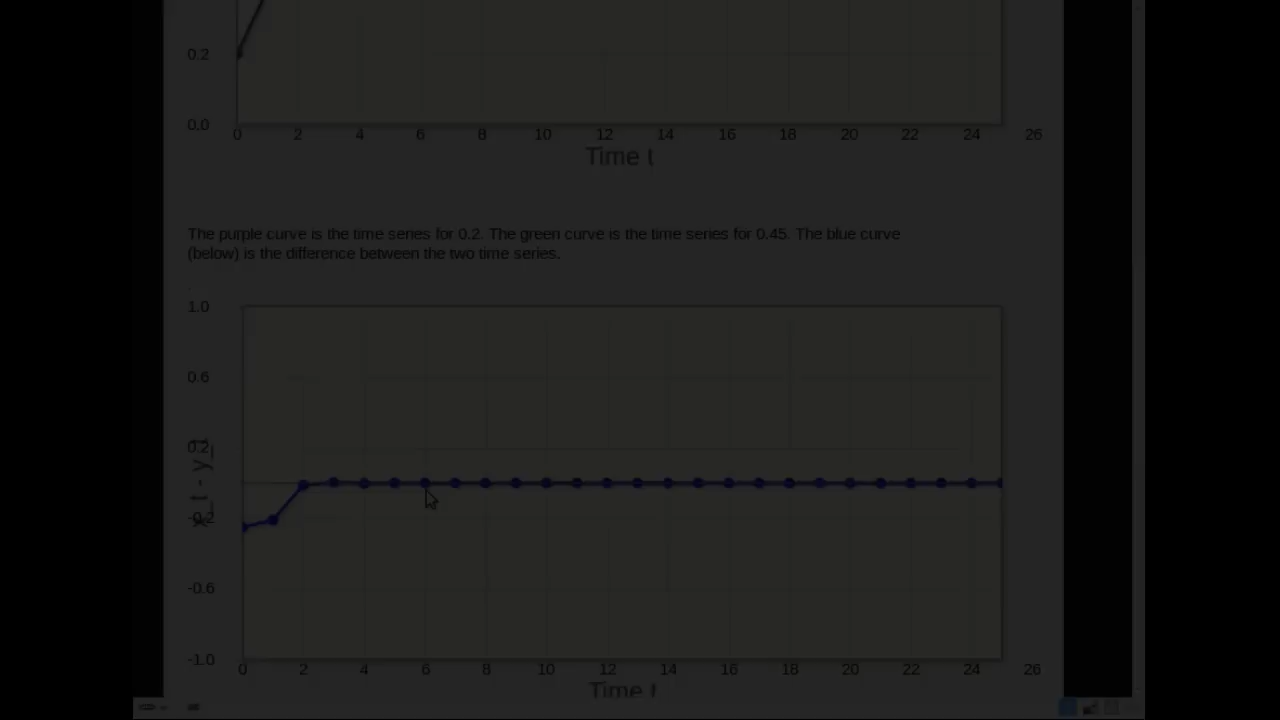 0.2
0.0
0 2 4 6 8 10 12 14 16 18 20 22 24 26
Time t
The purple curve is the time series for 0.2. The green curve is the time series for 0.45. The blue curve
(below) is the difference between the two time series.
1.0
0.6
0.2
-0.2
-0.6
-1.0
x_t - y_t
0 2 4 6 8 10 12 14 16 18 20 22 24 26
Time t